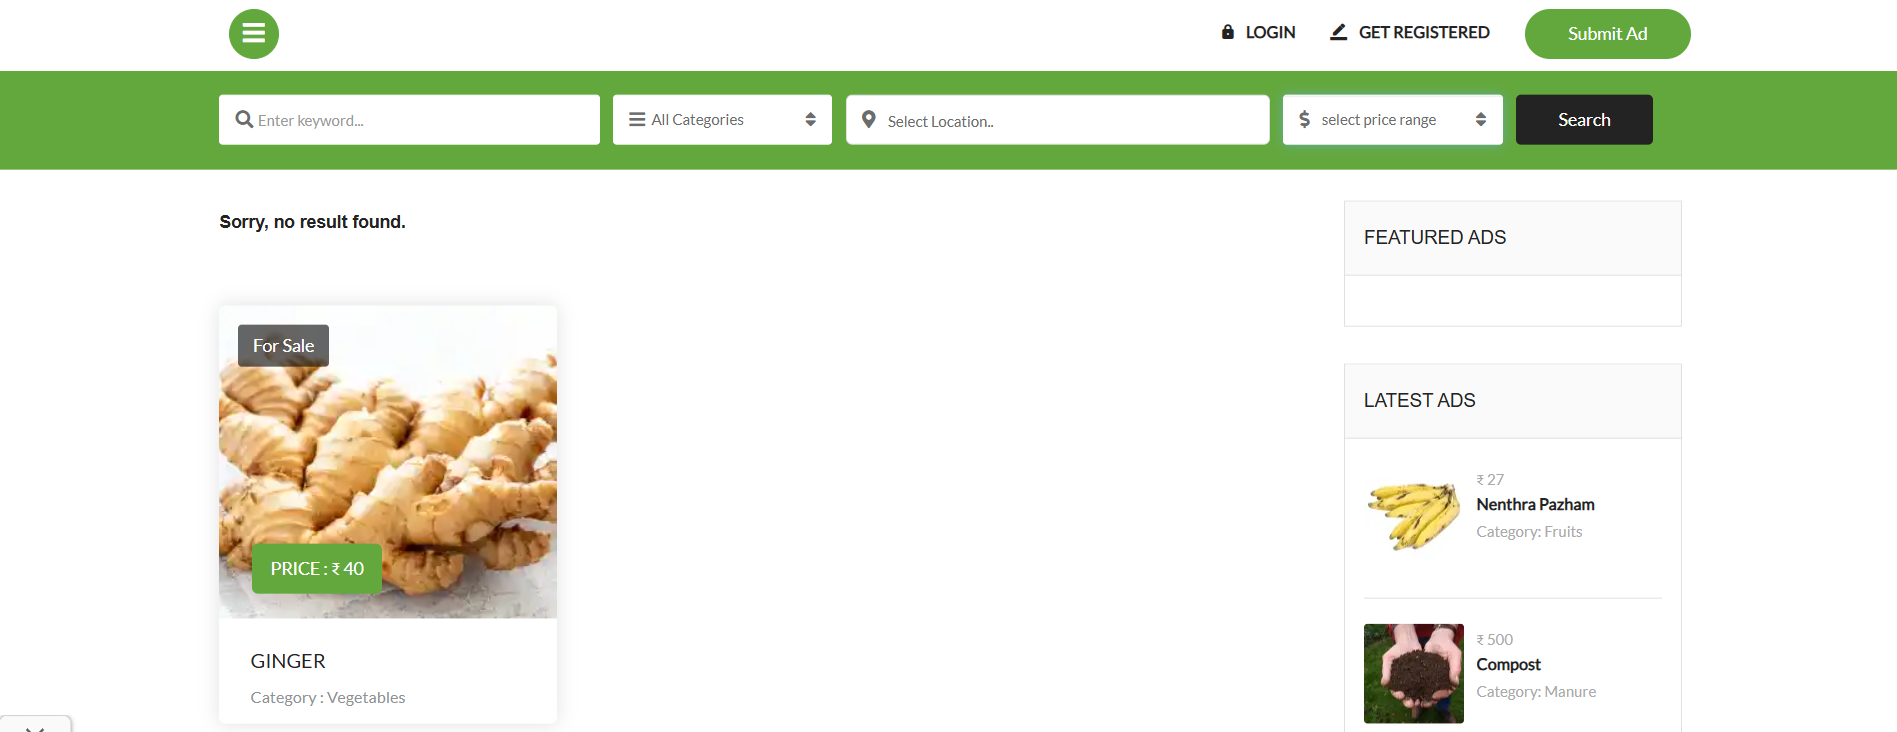 LOGIN
GET REGISTERED
Submit Ad
Enter keyword...
All Categories
Select Location..
$ select price range
Search
Sorry, no result found.
For Sale
PRICE : ₹ 40
GINGER
Category : Vegetables
FEATURED ADS
LATEST ADS
₹ 27
Nenthra Pazham
Category: Fruits
₹ 500
Compost
Category: Manure